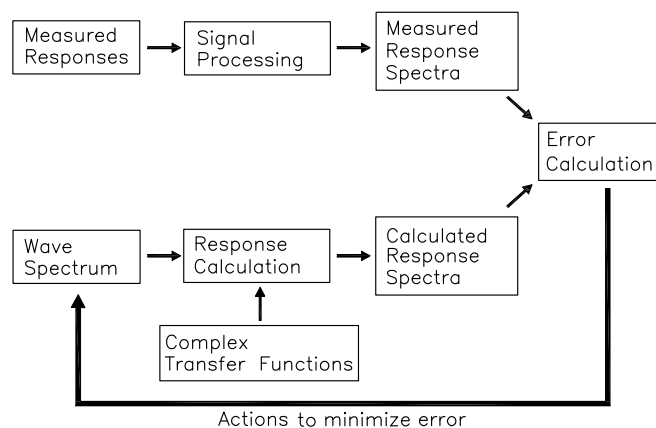 Measured
Responses
Signal
Processing
Measured
Response
Spectra
Error
Calculation
Wave
Spectrum
Response
Calculation
Calculated
Response
Spectra
Complex
Transfer Functions
Actions to minimize error